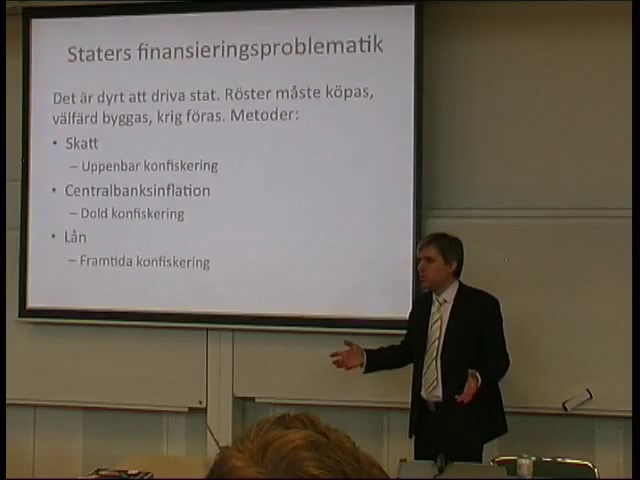 Staters finansieringsproblematik
Det är dyrt att driva stat. Röster måste köpas,
välfärd byggas, krig föras. Metoder:
• Skatt
– Uppenbar konfiskering
• Centralbanksinflation
– Dold konfiskering
• Lån
– Framtida konfiskering